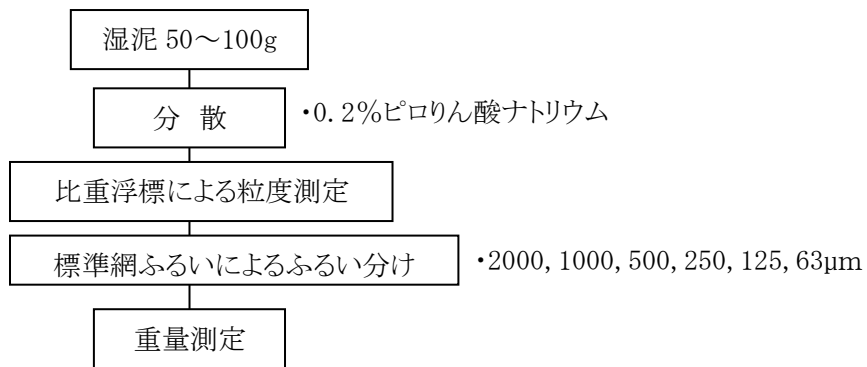 湿泥 50～100g
分 散
・0.2%ピロりん酸ナトリウム
比重浮標による粒度測定
標準網ふるいによるふるい分け
・2000, 1000, 500, 250, 125, 63μm
重量測定